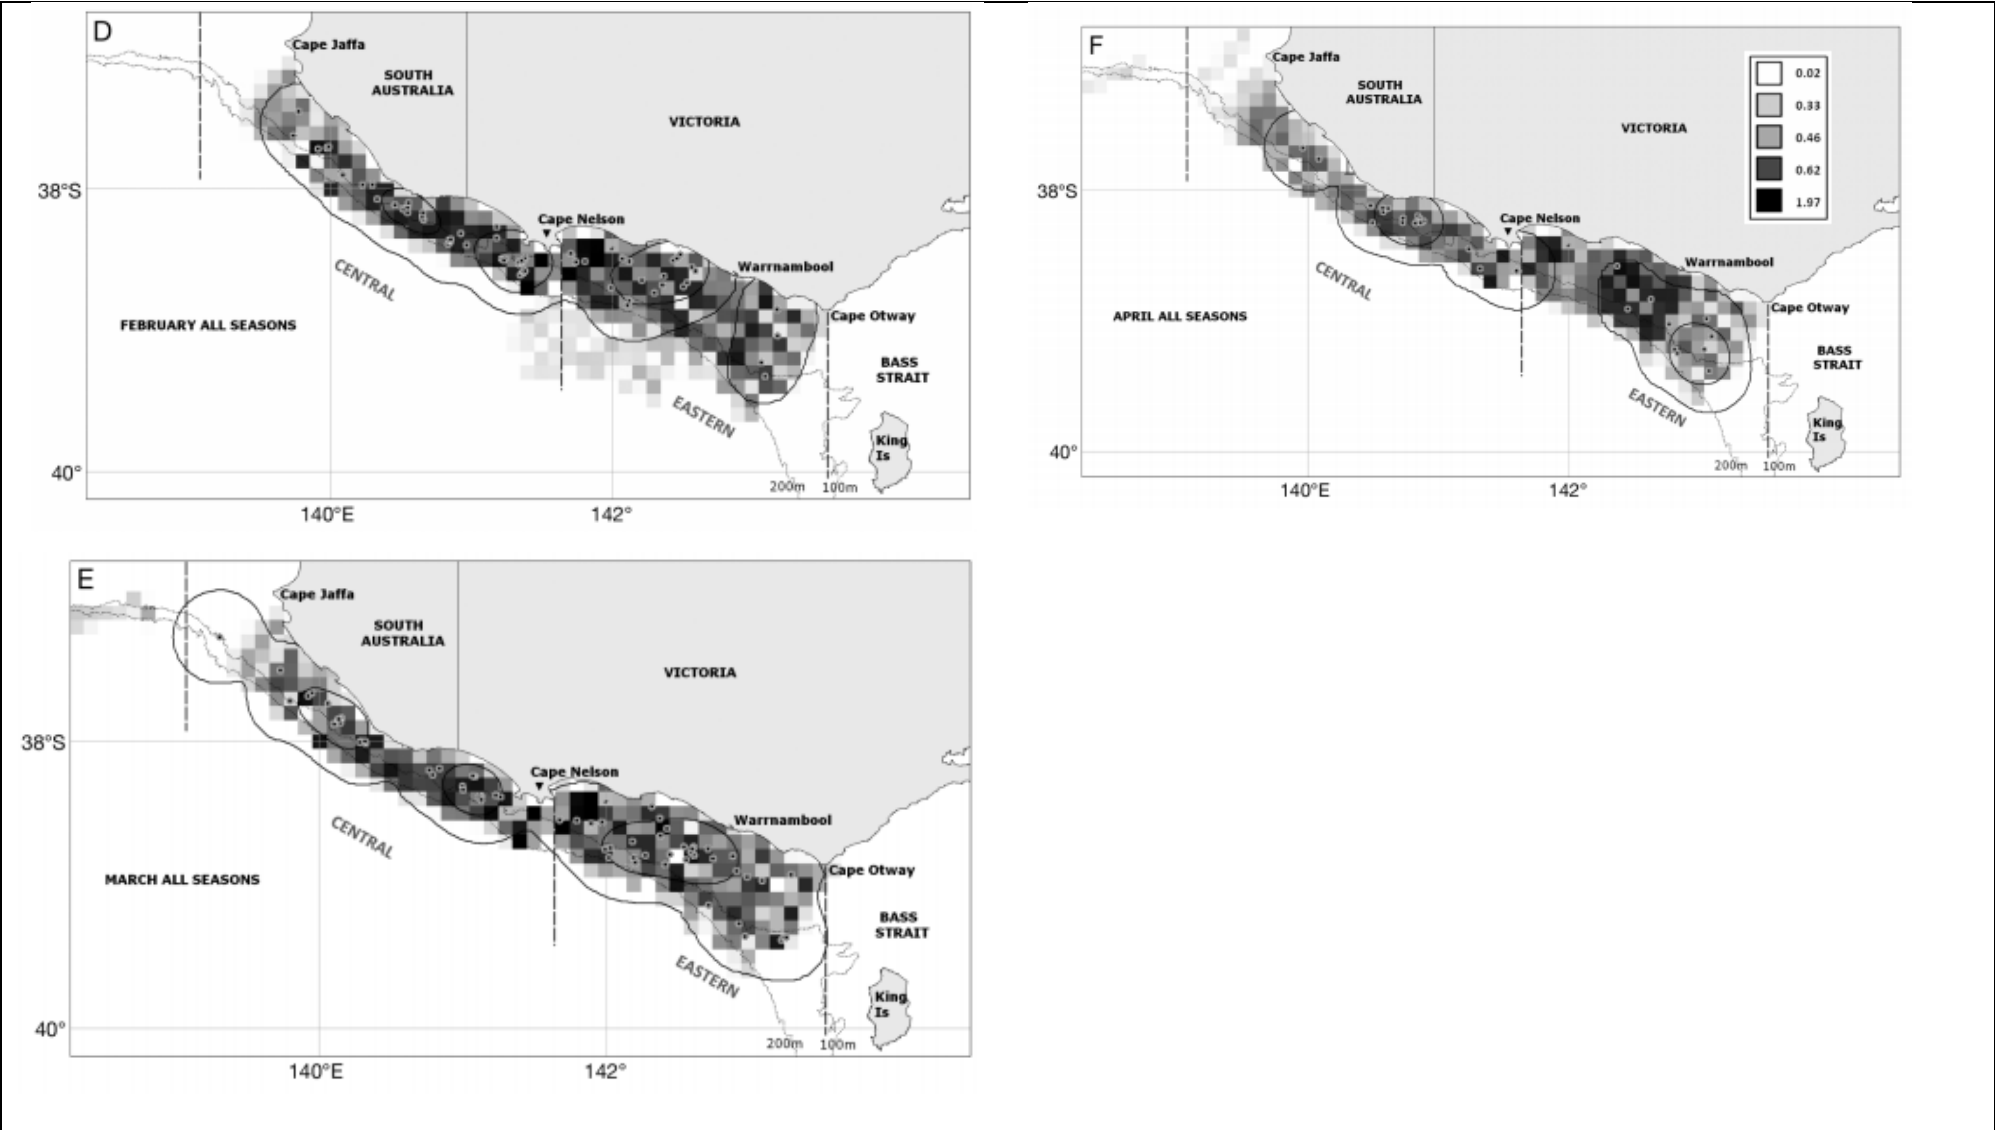 D
Cape Jaffa
SOUTH
AUSTRALIA
VICTORIA
38°S
Cape Nelson
Warrnambool
CENTRAL
Cape Otway
FEBRUARY ALL SEASONS
BASS
STRAIT
EASTERN
King
Is
40°
200m 100m
140°E 142°
F
Cape Jaffa
0.02
SOUTH
AUSTRALIA
0.33
VICTORIA
0.46
0.62
38°S
1.97
Cape Nelson
Warrnambool
CENTRAL
Cape Otway
APRIL ALL SEASONS
BASS
STRAIT
EASTERN
King
Is
40°
200m 100m
140°E 142°
E
Cape Jaffa
SOUTH
AUSTRALIA
VICTORIA
38°S
Cape Nelson
Warrnambool
CENTRAL
Cape Otway
MARCH ALL SEASONS
BASS
STRAIT
EASTERN
King
Is
40°
200m 100m
140°E 142°